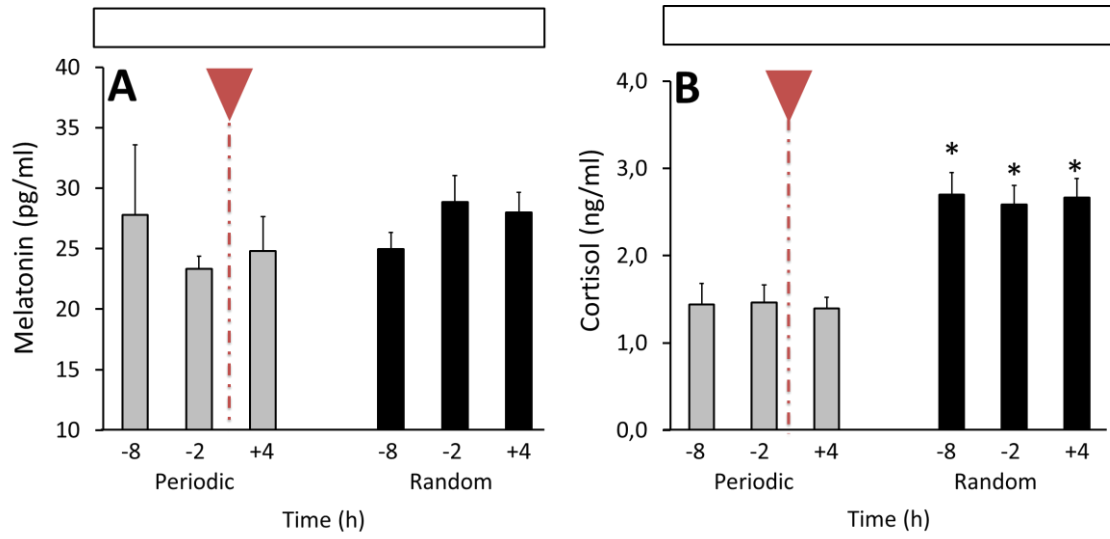 A
Melatonin (pg/ml)
40
35
30
25
20
15
10
-8 -2 +4 -8 -2 +4
Periodic Random
Time (h)
B
Cortisol (ng/ml)
4,0
3,0
2,0
1,0
0,0
* * *
-8 -2 +4 -8 -2 +4
Periodic Random
Time (h)